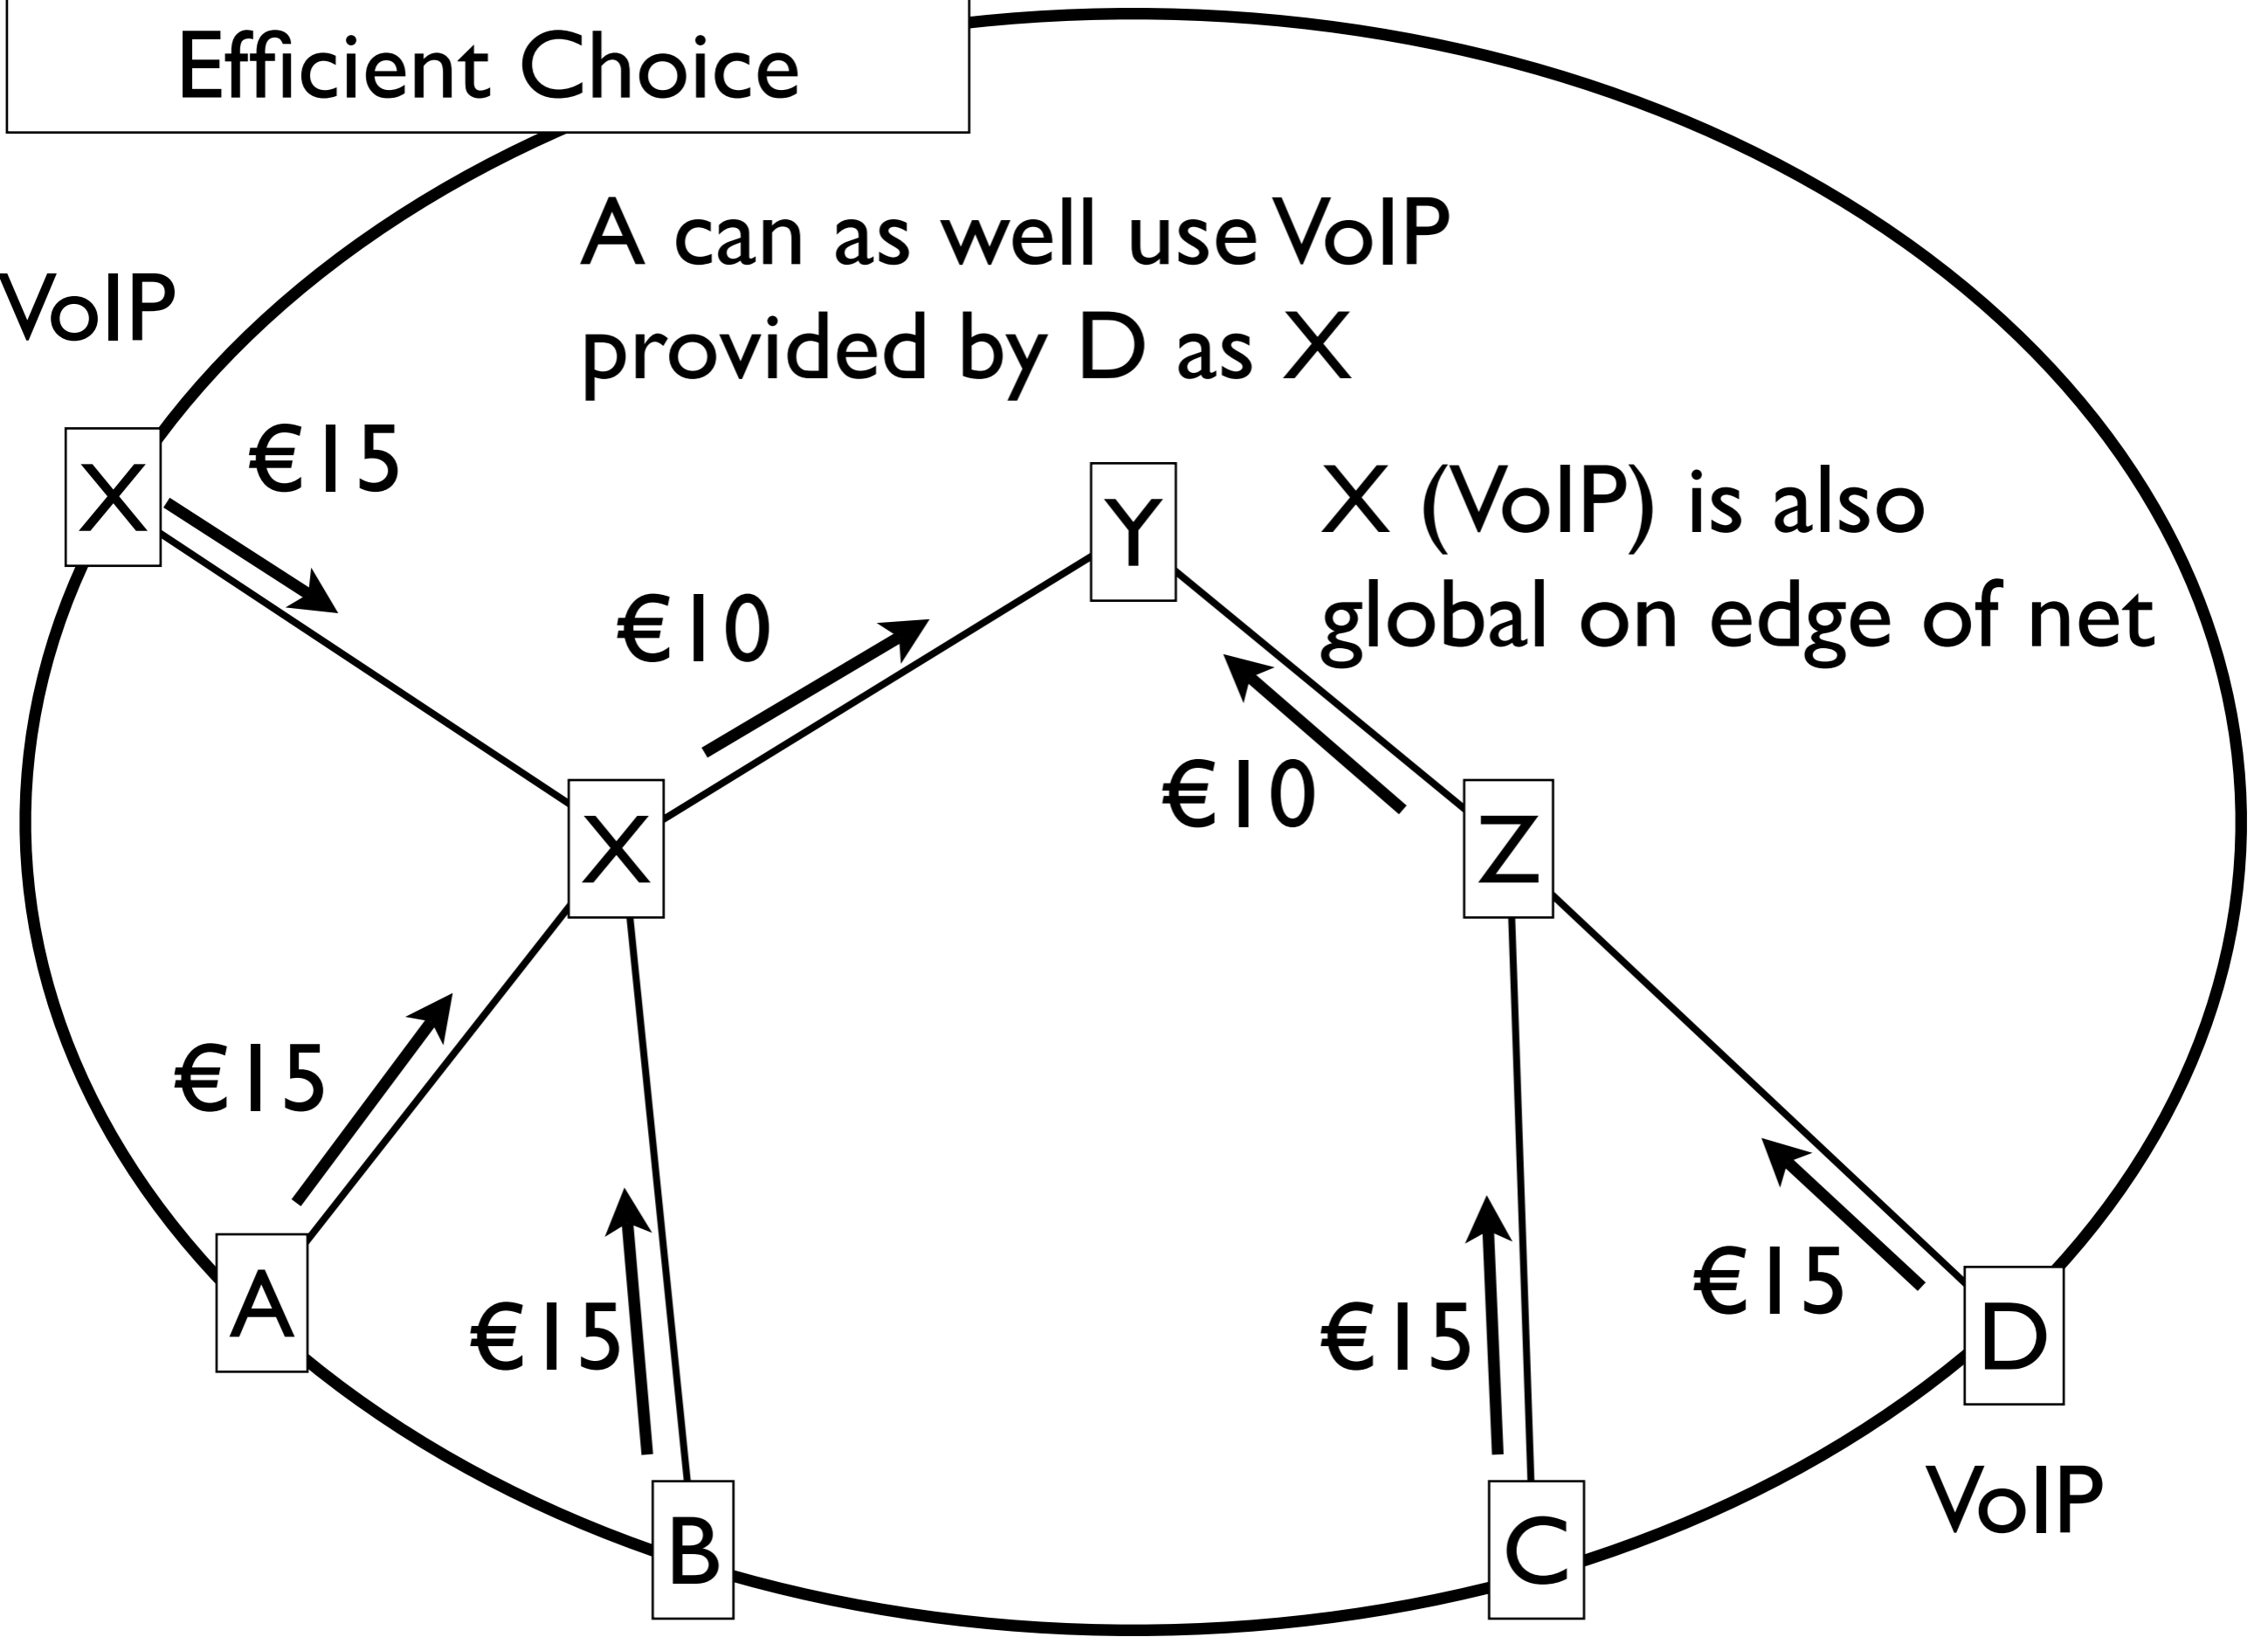 Efficient Choice
A can as well use VoIP
provided by D as X
VoIP
€15
X
Y
X (VoIP) is also
global on edge of net
€10
€10
X
Z
€15
€15
A
€15
€15
D
B
C
VoIP